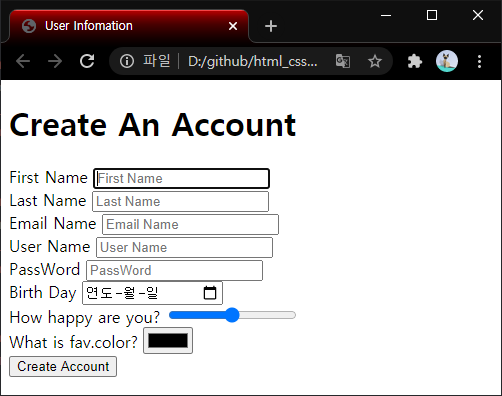 User Infomation
파일 D:/github/html_css...
Create An Account
First Name First Name
Last Name Last Name
Email Name Email Name
User Name User Name
PassWord PassWord
Birth Day 연도-월-일
How happy are you?
What is fav.color?
Create Account